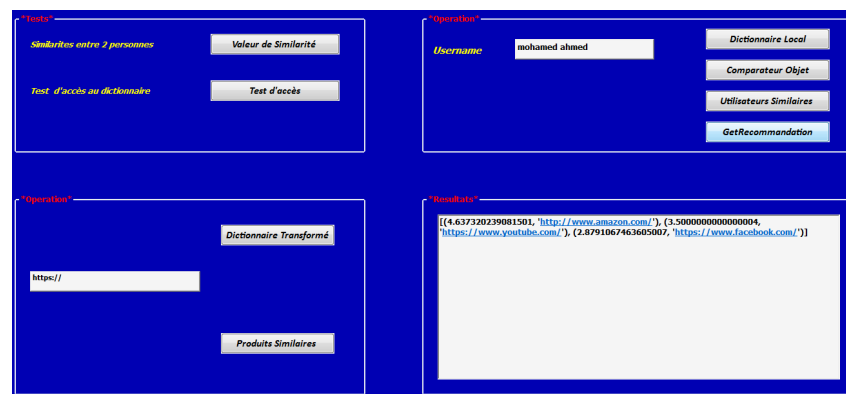 *Tests*
Similarites entre 2 personnes
Valeur de Similarité
Test d'accès au dictionnaire
Test d'accès
*Operation*
Username
mohamed ahmed
Dictionnaire Local
Comparateur Objet
Utilisateurs Similaires
GetRecommandation
*Operation*
Dictionnaire Transformé
https://
Produits Similaires
*Resultats*
[(4.637320239081501, 'http://www.amazon.com/'), (3.5000000000000004,
'https://www.youtube.com/'), (2.8791067463605007, 'https://www.facebook.com/')]